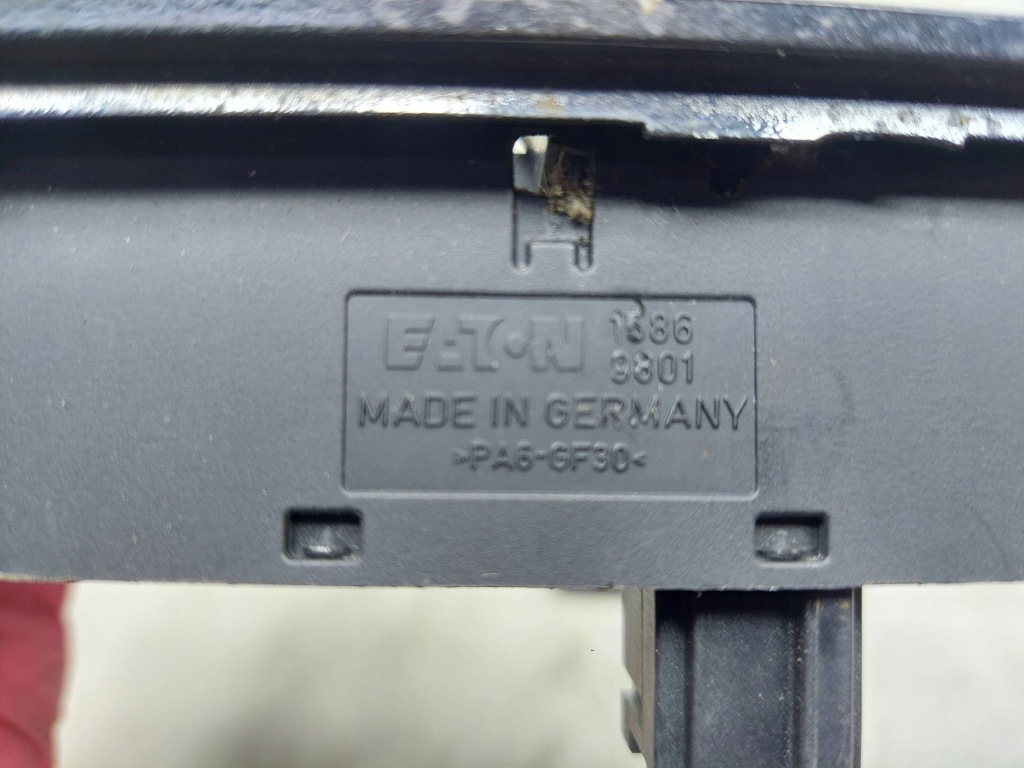 EATON 1586
9801
MADE IN GERMANY
>PA6-GF30<